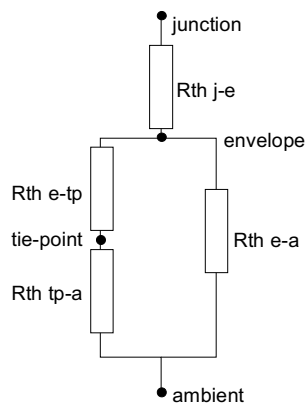 junction
Rth j-e
envelope
Rth e-tp
tie-point
Rth e-a
Rth tp-a
ambient